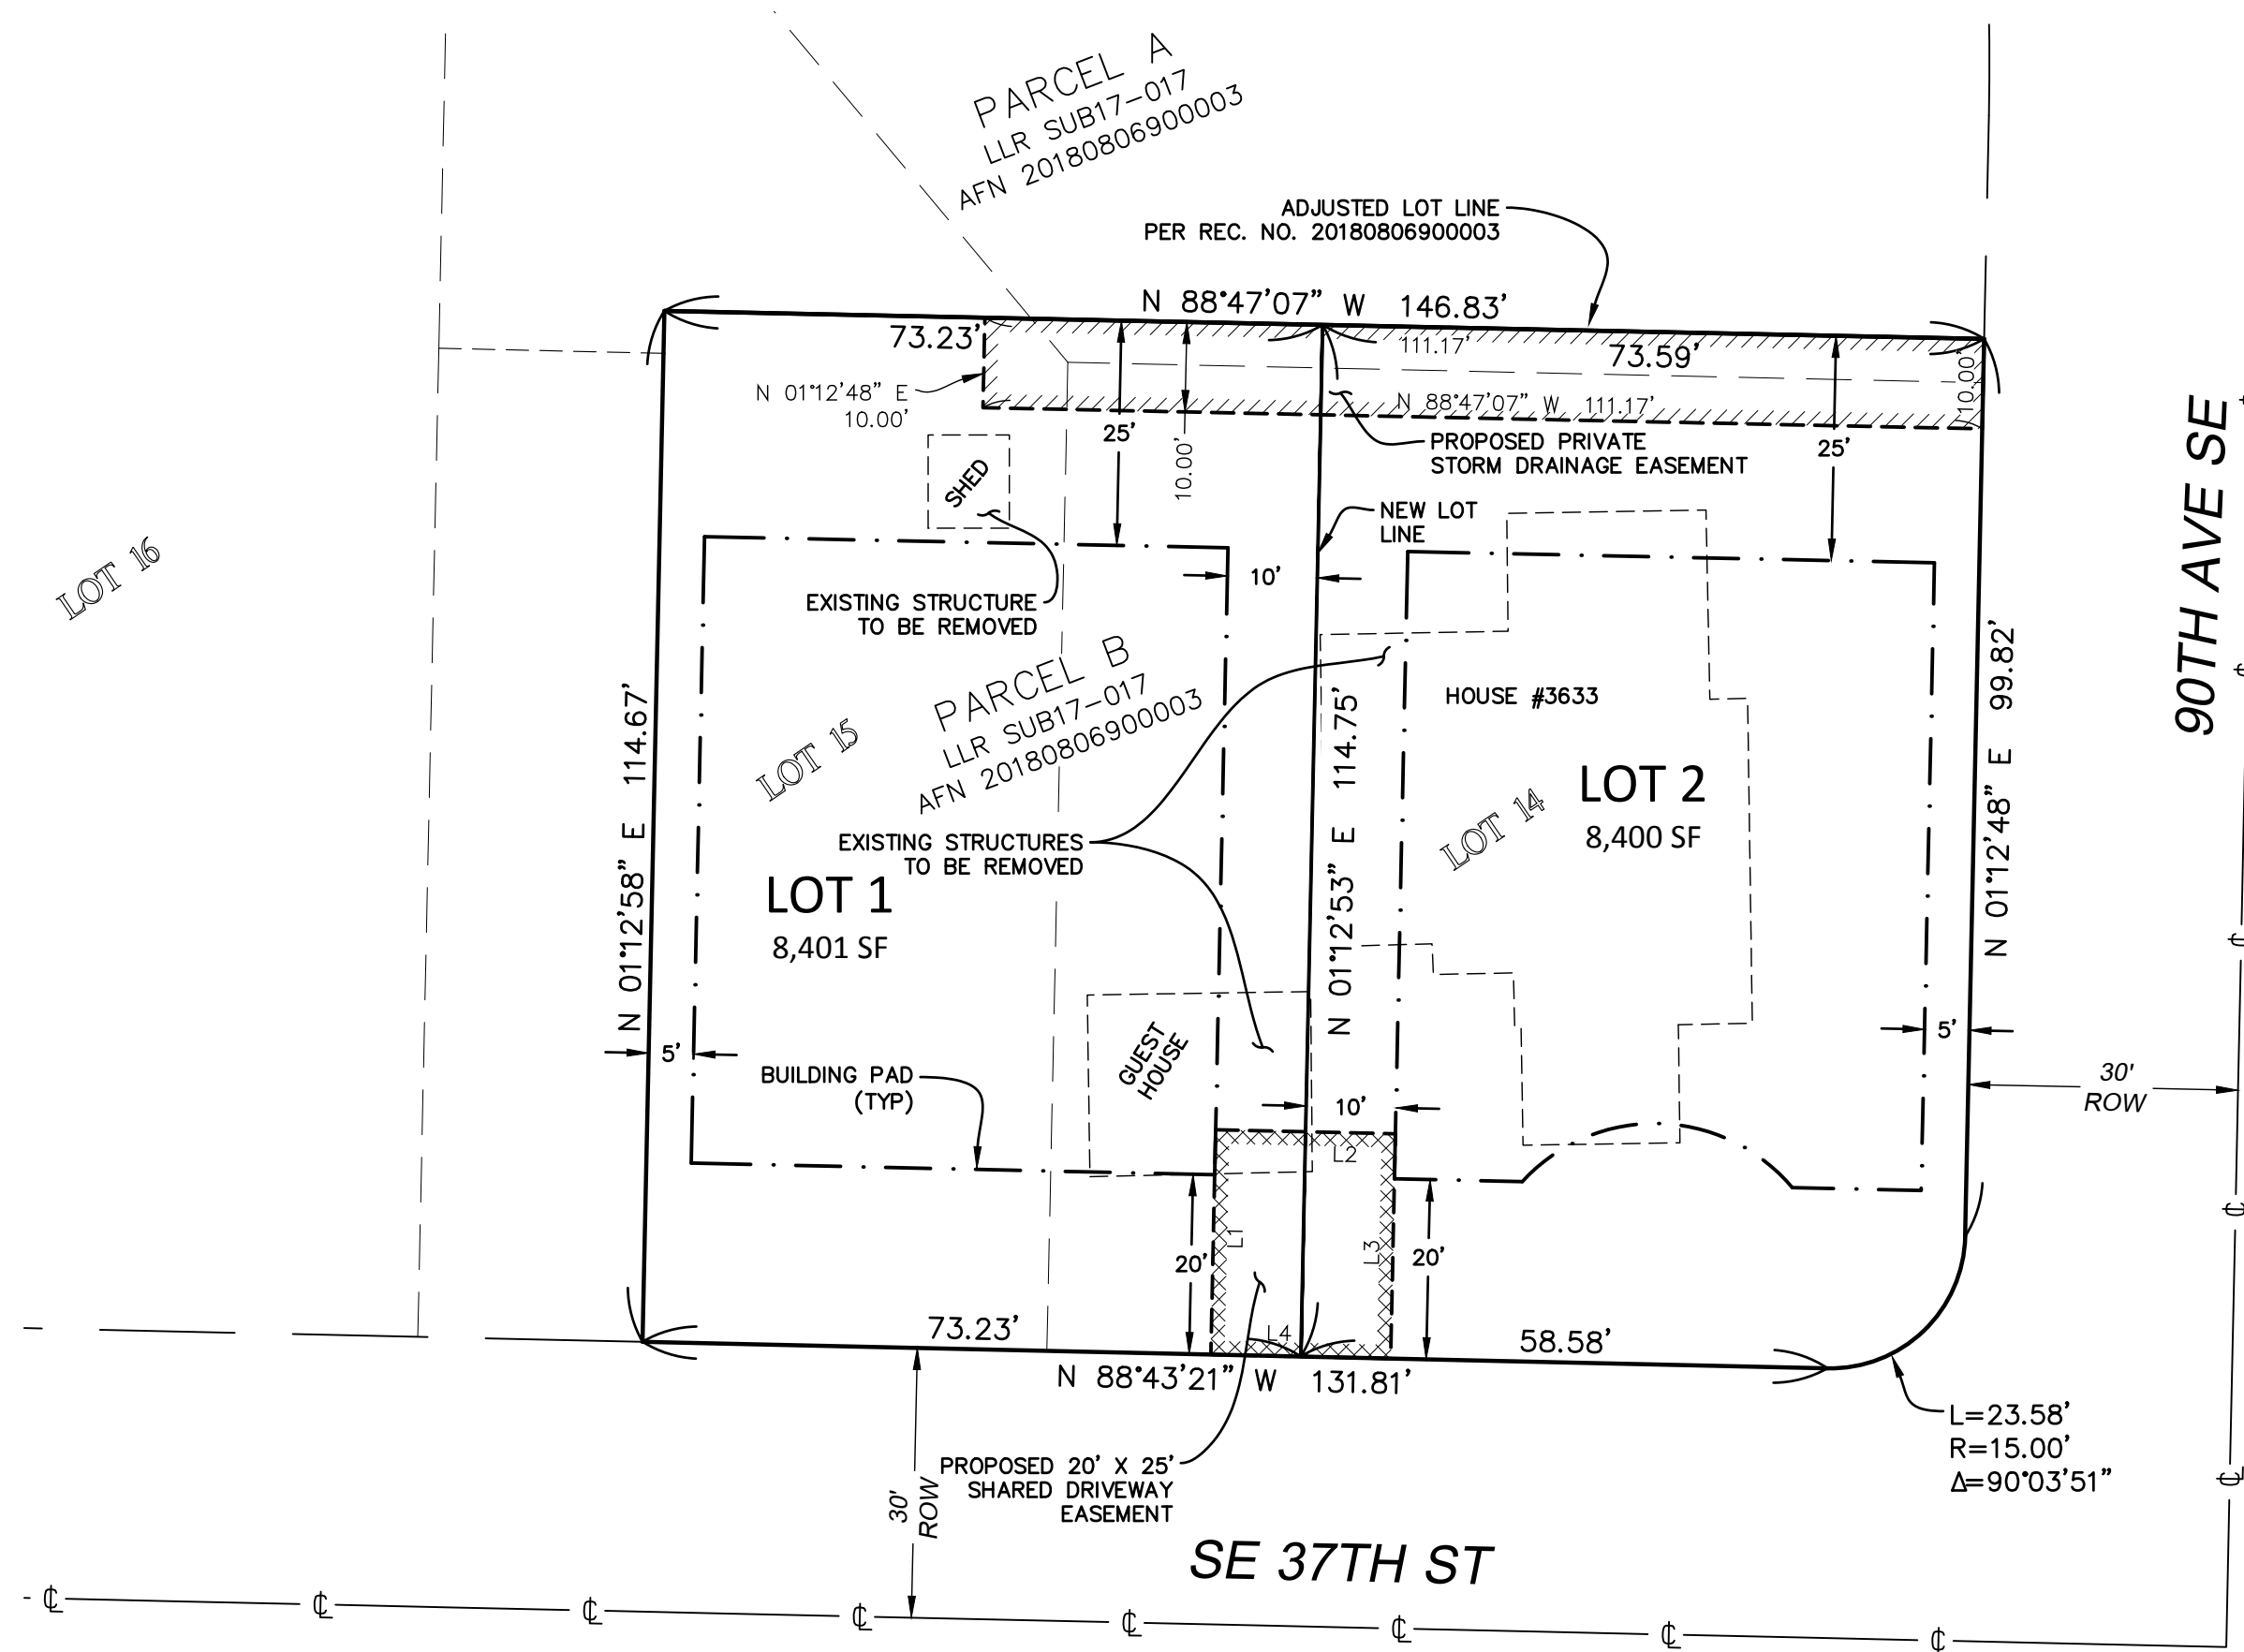 PARCEL A
LLR SUB17-017
AFN 20180806900003
ADJUSTED LOT LINE
PER REC. NO. 20180806900003
N 88°47'07" W 146.83'
73.23'
111.17'
73.59'
10.00'
N 01°12'48" E
10.00'
N 88°47'07" W 111.17'
25'
10.00'
PROPOSED PRIVATE
STORM DRAINAGE EASEMENT
25'
SHED
NEW LOT
LINE
10'
EXISTING STRUCTURE
TO BE REMOVED
LOT 16
PARCEL B
LLR SUB17-017
AFN 20180806900003
LOT 15
HOUSE #3633
LOT 2
8,400 SF
LOT 14
EXISTING STRUCTURES
TO BE REMOVED
LOT 1
8,401 SF
N 01°12'58" E 114.67'
N 01°12'53" E 114.75'
N 01°12'48" E 99.82'
90TH AVE SE
5'
GUEST
HOUSE
BUILDING PAD
(TYP)
10'
5'
30'
ROW
L2
L1
L3
20'
20'
L4
73.23'
58.58'
N 88°43'21" W 131.81'
L=23.58'
R=15.00'
Δ=90°03'51"
PROPOSED 20' X 25'
SHARED DRIVEWAY
EASEMENT
30'
ROW
SE 37TH ST
℄ ℄ ℄ ℄ ℄ ℄ ℄ ℄